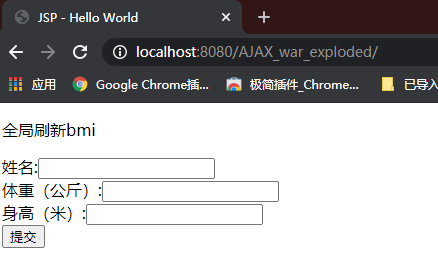 JSP - Hello World
localhost:8080/AJAX_war_exploded/
应用 Google Chrome插... 极简插件_Chrome... 已导入
全局刷新bmi
姓名:
体重（公斤）:
身高（米）:
提交